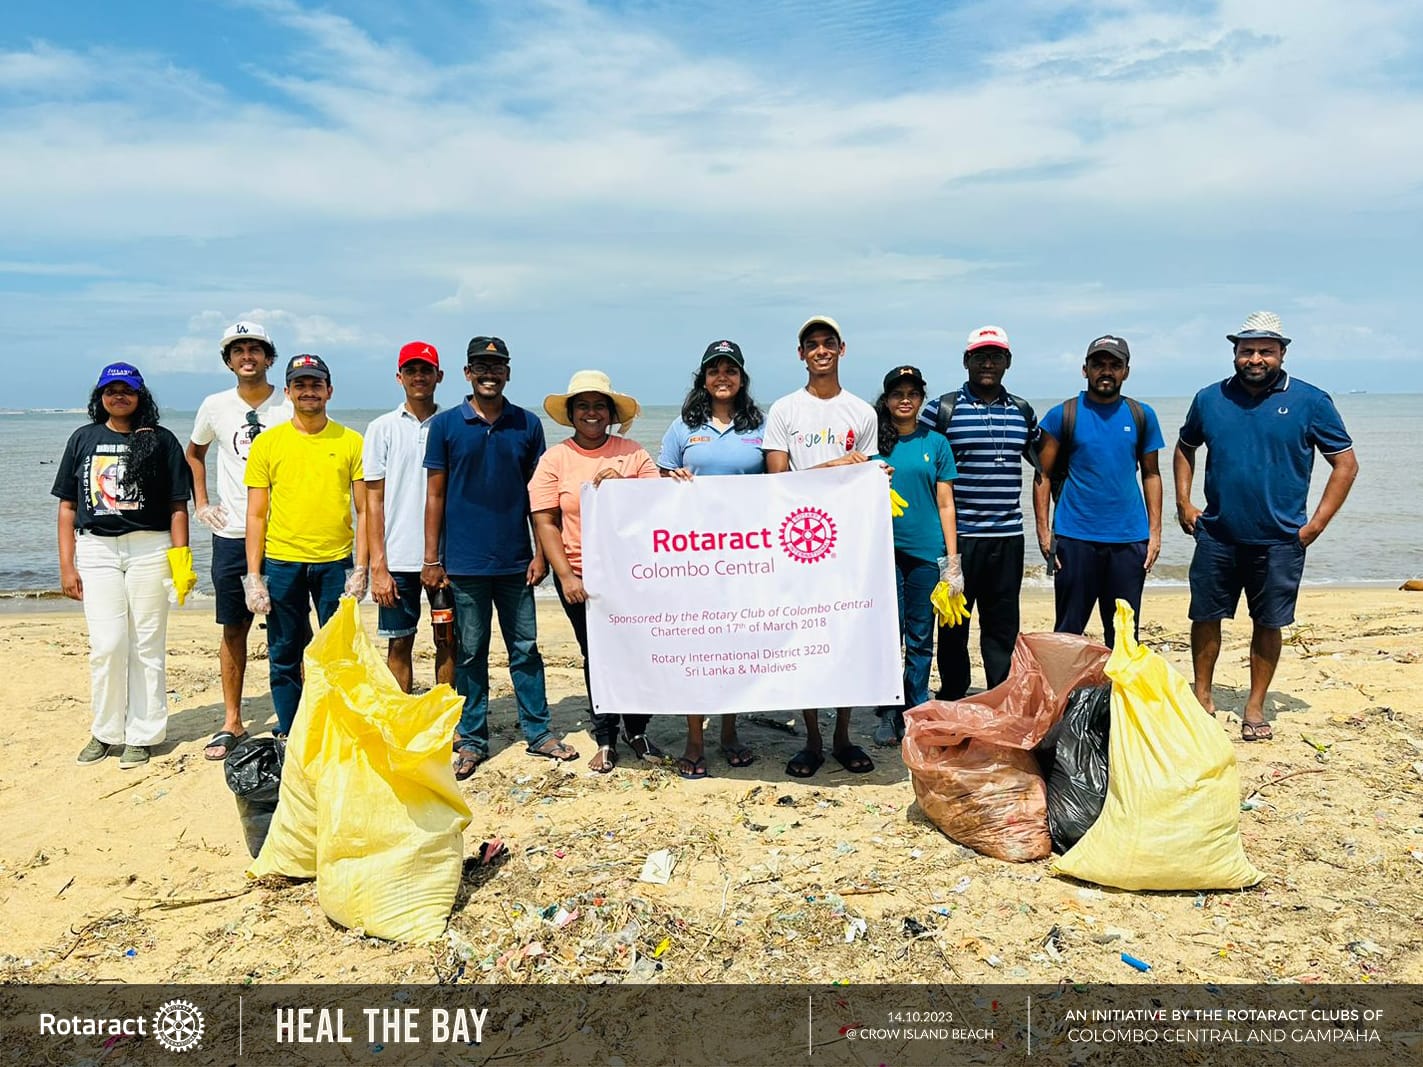 LA
Together
Rotaract
Colombo Central
Sponsored by the Rotary Club of Colombo Central
Chartered on 17th of March 2018
Rotary International District 3220
Sri Lanka & Maldives
Rotaract
HEAL THE BAY
14.10.2023
@ CROW ISLAND BEACH
AN INITIATIVE BY THE ROTARACT CLUBS OF
COLOMBO CENTRAL AND GAMPAHA